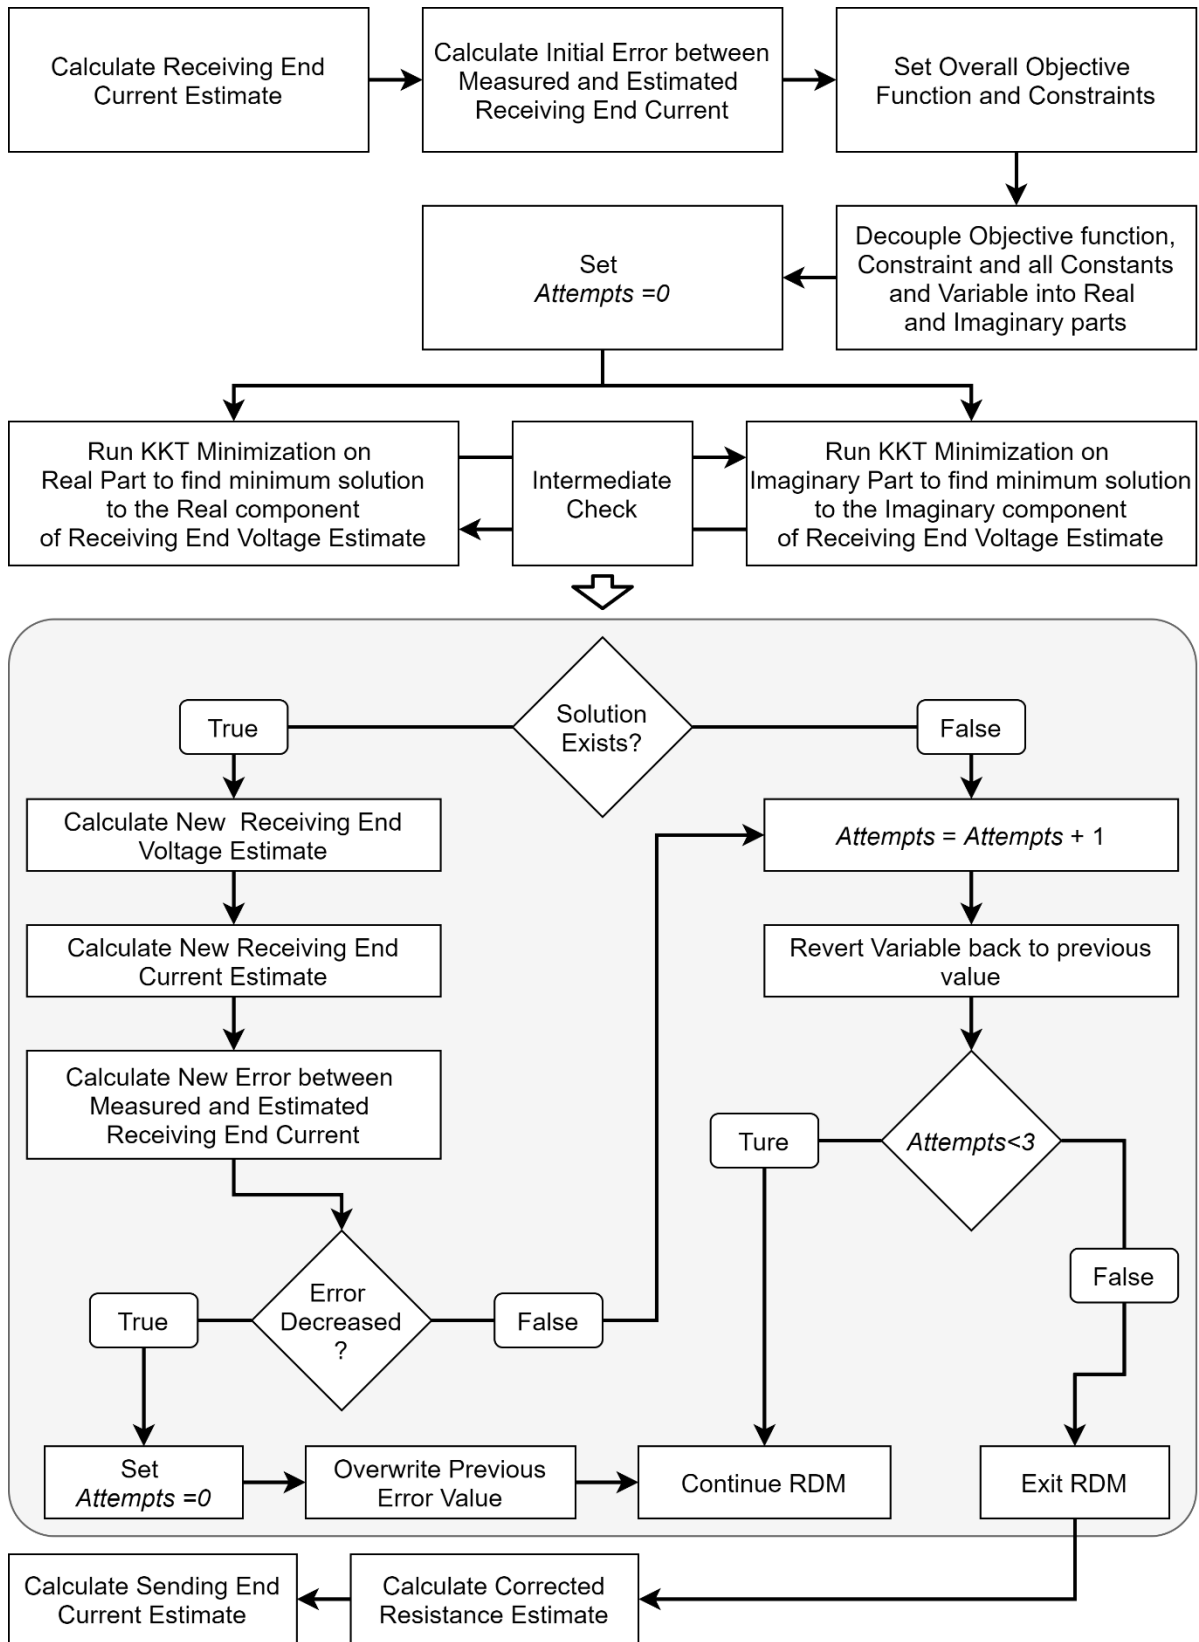 Calculate Receiving End
Current Estimate
Calculate Initial Error between
Measured and Estimated
Receiving End Current
Set Overall Objective
Function and Constraints
Decouple Objective function,
Constraint and all Constants
and Variable into Real
and Imaginary parts
Set
Attempts =0
Run KKT Minimization on
Real Part to find minimum solution
to the Real component
of Receiving End Voltage Estimate
Intermediate
Check
Run KKT Minimization on
Imaginary Part to find minimum solution
to the Imaginary component
of Receiving End Voltage Estimate
Solution
Exists?
True
False
Calculate New Receiving End
Voltage Estimate
Attempts = Attempts + 1
Calculate New Receiving End
Current Estimate
Revert Variable back to previous
value
Calculate New Error between
Measured and Estimated
Receiving End Current
Attempts<3
Ture
False
Error
Decreased
?
True
False
Set
Attempts =0
Overwrite Previous
Error Value
Continue RDM
Exit RDM
Calculate Sending End
Current Estimate
Calculate Corrected
Resistance Estimate